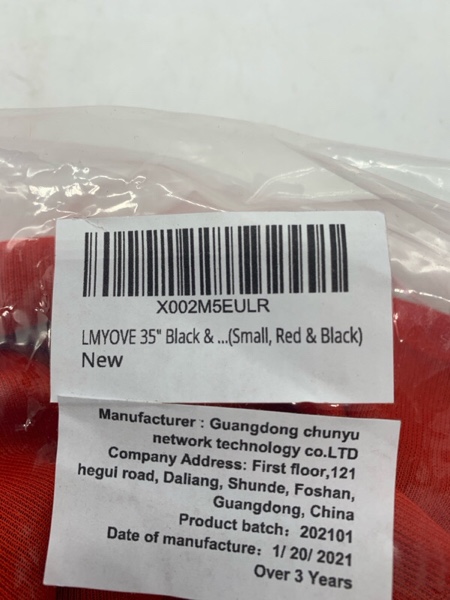 X002M5EULR
LMYOVE 35" Black & ...(Small, Red & Black)
New
Manufacturer : Guangdong chunyu
network technology co.LTD
Company Address: First floor,121
hegui road, Daliang, Shunde, Foshan,
Guangdong, China
Product batch: 202101
Date of manufacture: 1/ 20/ 2021
Over 3 Years